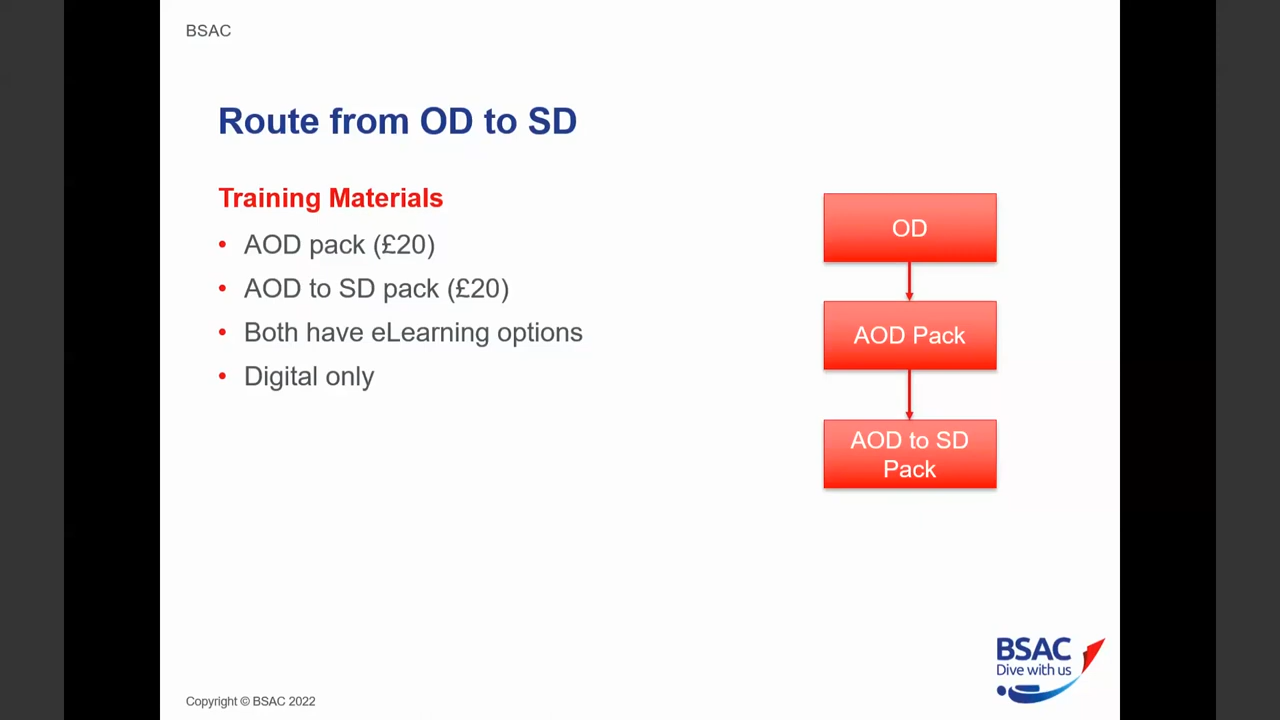 BSAC
Route from OD to SD
Training Materials
• AOD pack (£20)
• AOD to SD pack (£20)
• Both have eLearning options
• Digital only
OD
AOD Pack
AOD to SD
Pack
BSAC
Dive with us
Copyright © BSAC 2022